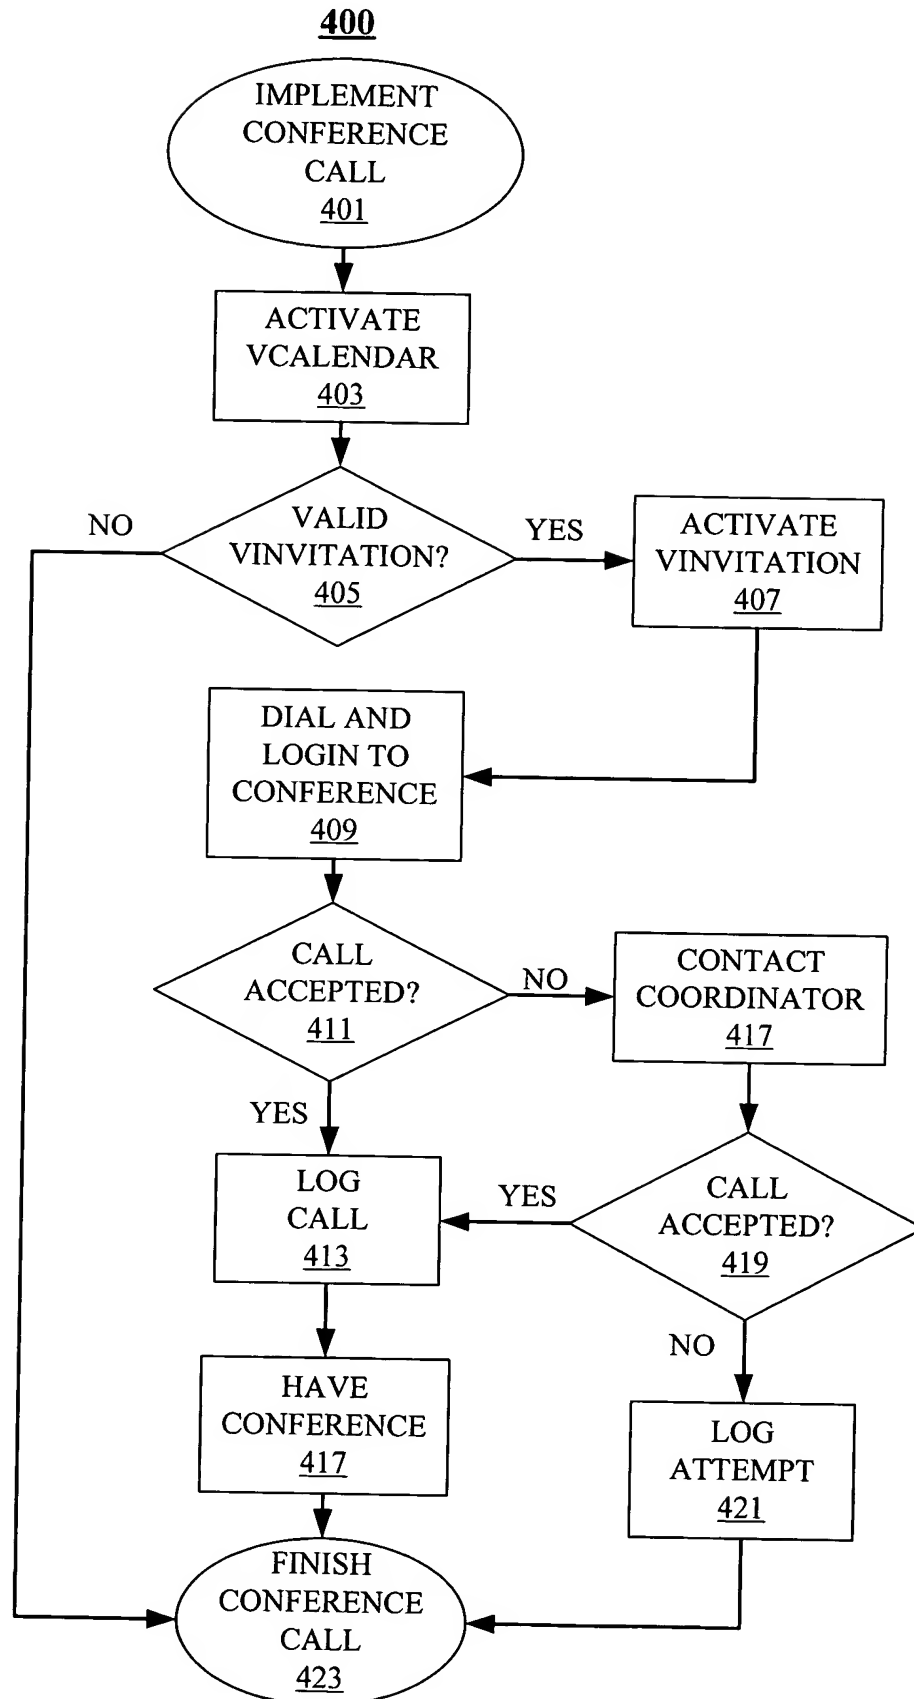 400
IMPLEMENT
CONFERENCE
CALL
401
ACTIVATE
VCALENDAR
403
NO
VALID
VINVITATION?
405
YES
ACTIVATE
VINVITATION
407
DIAL AND
LOGIN TO
CONFERENCE
409
CALL
ACCEPTED?
411
NO
CONTACT
COORDINATOR
417
YES
LOG
CALL
413
YES
CALL
ACCEPTED?
419
NO
HAVE
CONFERENCE
417
LOG
ATTEMPT
421
FINISH
CONFERENCE
CALL
423